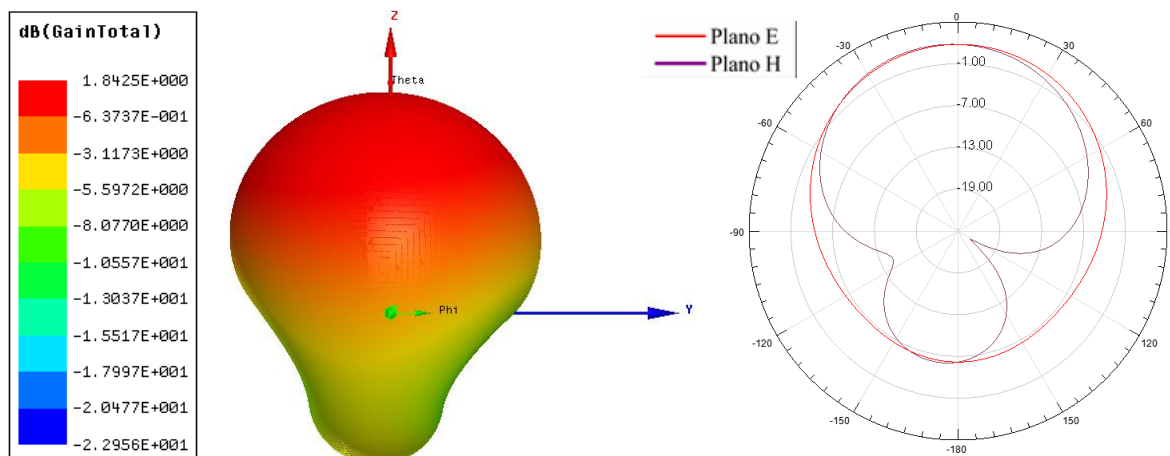 dB(GainTotal)
1.8425E+000
-6.3737E-001
-3.1173E+000
-5.5972E+000
-8.0770E+000
-1.0557E+001
-1.3037E+001
-1.5517E+001
-1.7997E+001
-2.0477E+001
-2.2956E+001
Z
Theta
Phi
Y
Plano E
Plano H
0
-30
30
-1.00
-60
60
-7.00
-13.00
-19.00
-90
90
-120
120
-150
150
-180